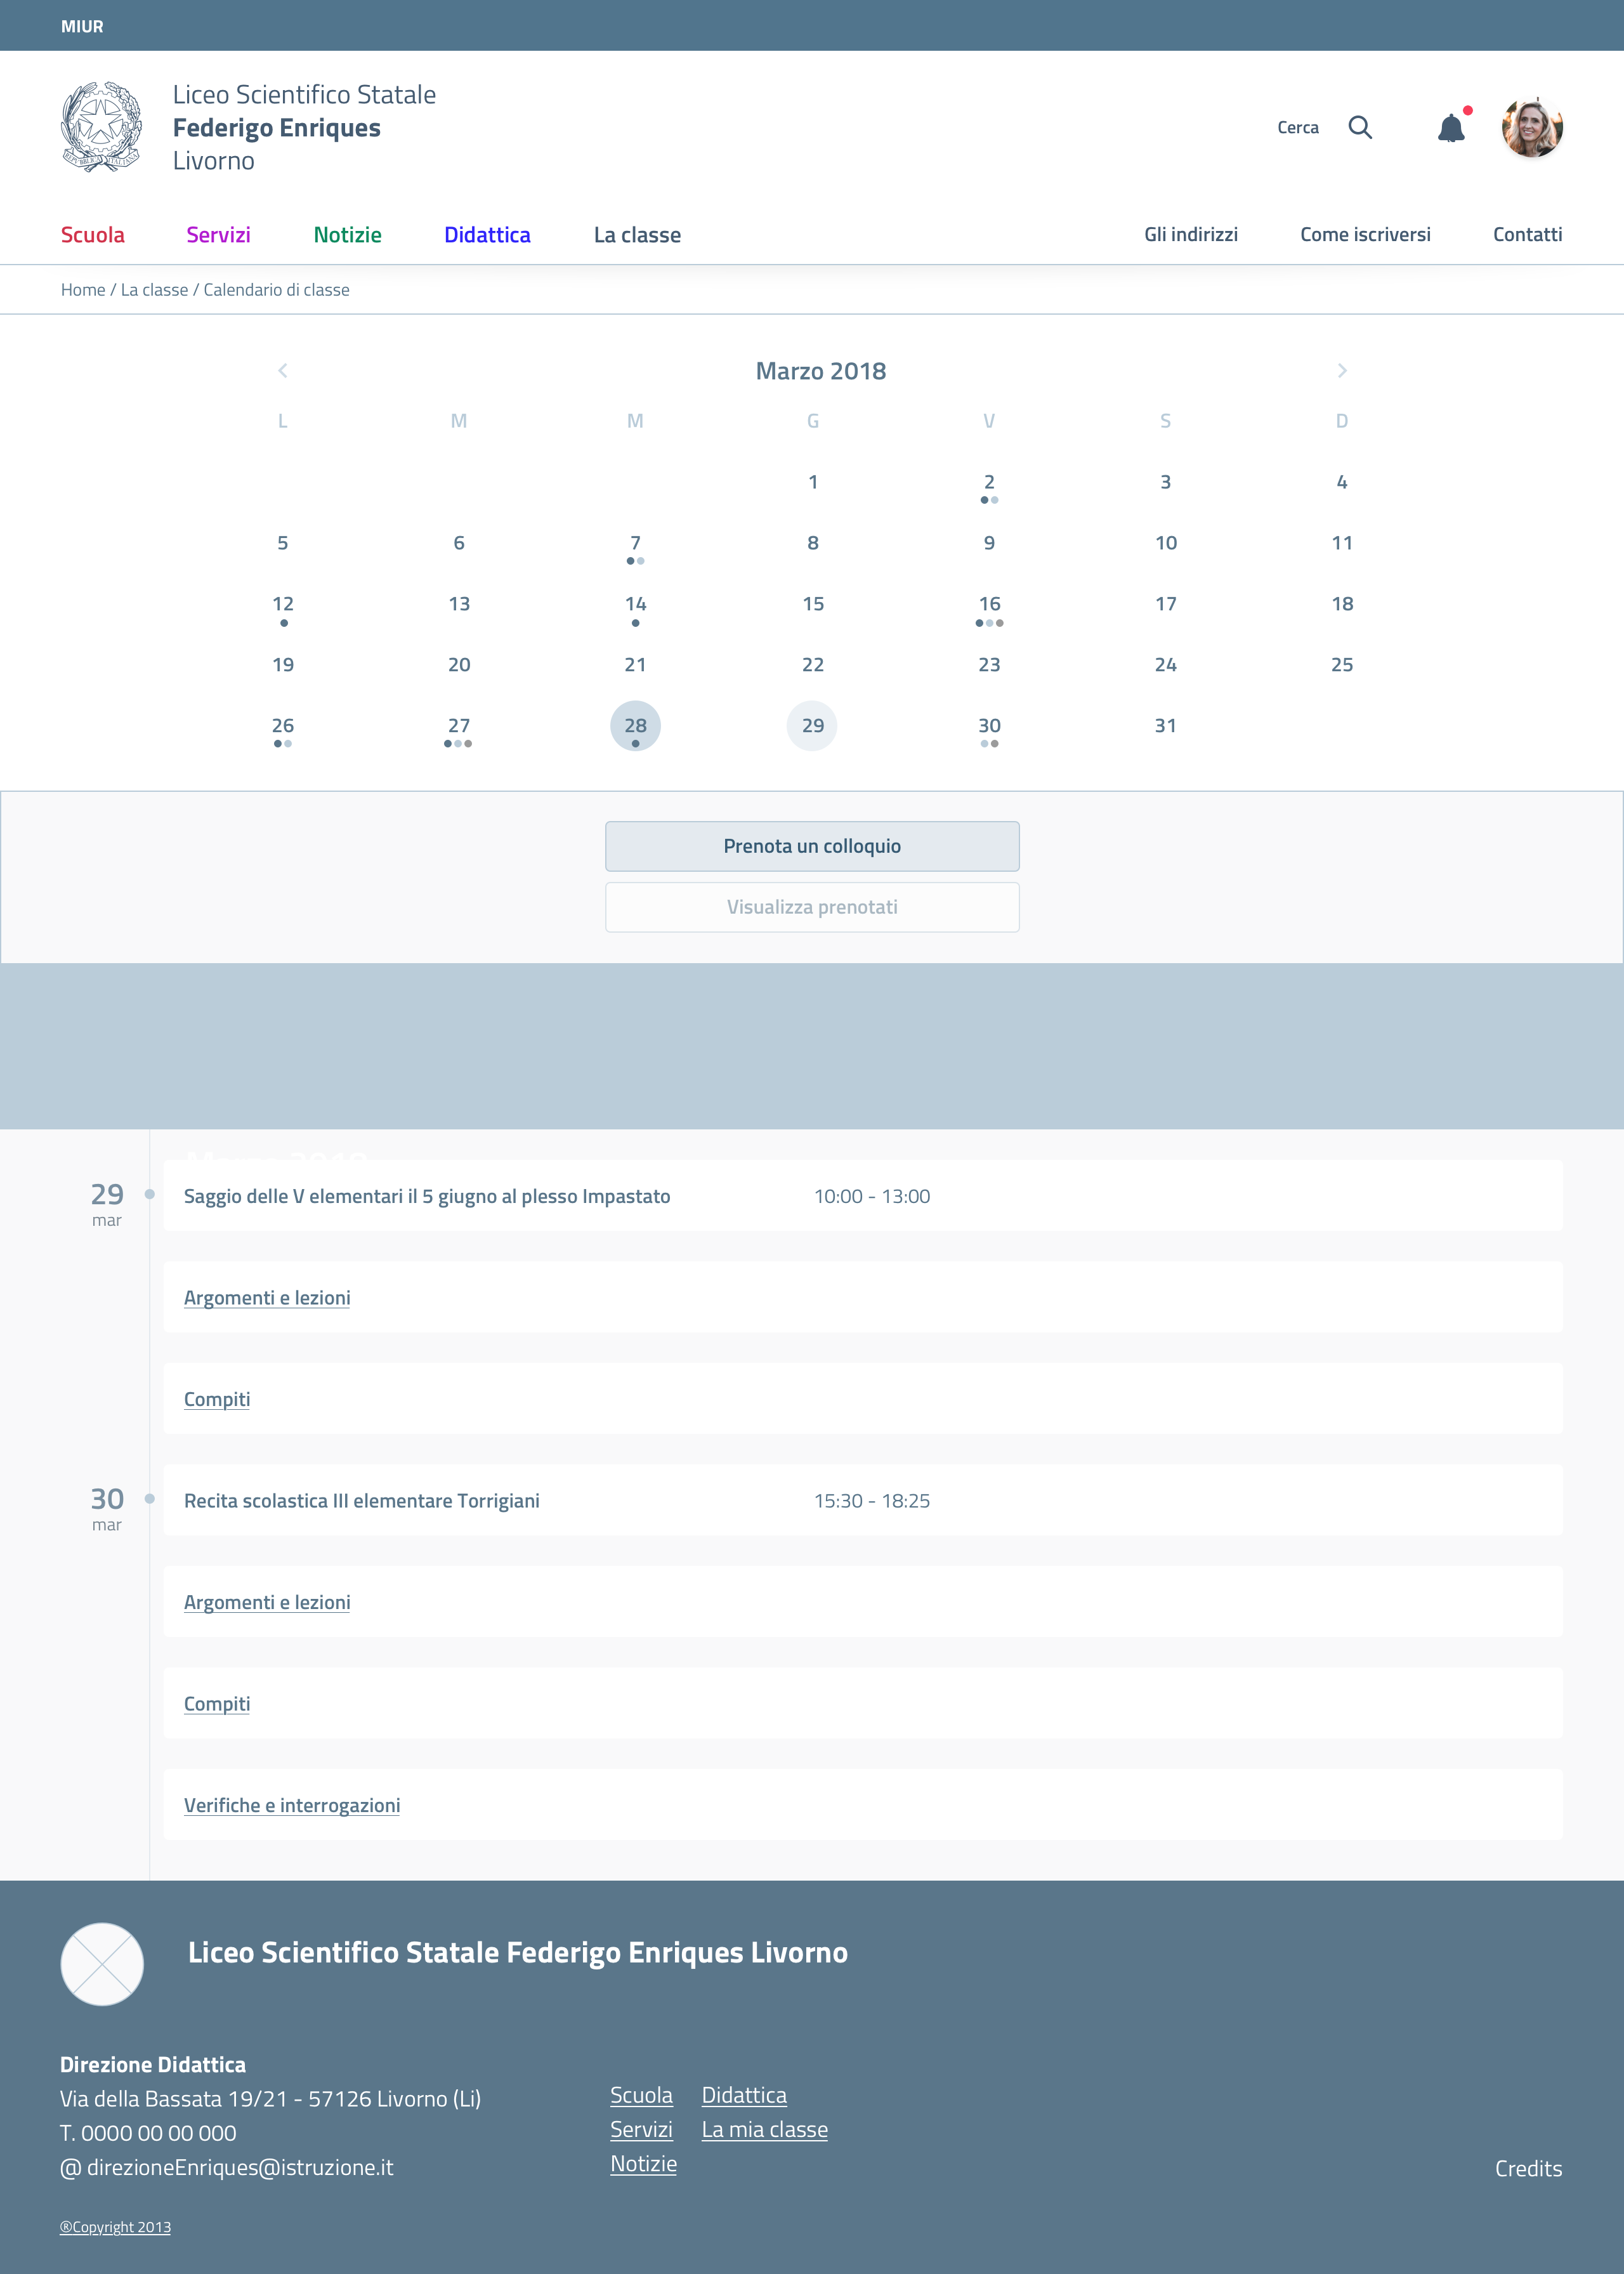 MIUR
Liceo Scientifico Statale
Federigo Enriques
Livorno
REPVBBLICA ITALIANA
Cerca
Scuola Servizi Notizie Didattica La classe Gli indirizzi Come iscriversi Contatti
Home / La classe / Calendario di classe
Marzo 2018
L M M G V S D
1 2 3 4
5 6 7 8 9 10 11
12 13 14 15 16 17 18
19 20 21 22 23 24 25
26 27 28 29 30 31
Prenota un colloquio
Visualizza prenotati
Marzo 2018
29 Saggio delle V elementari il 5 giugno al plesso Impastato 10:00 - 13:00
mar
Argomenti e lezioni
Compiti
30 Recita scolastica III elementare Torrigiani 15:30 - 18:25
mar
Argomenti e lezioni
Compiti
Verifiche e interrogazioni
Liceo Scientifico Statale Federigo Enriques Livorno
Direzione Didattica
Via della Bassata 19/21 - 57126 Livorno (Li)
T. 0000 00 00 000
@ direzioneEnriques@istruzione.it
Scuola Didattica
Servizi La mia classe
Notizie
Credits
®Copyright 2013